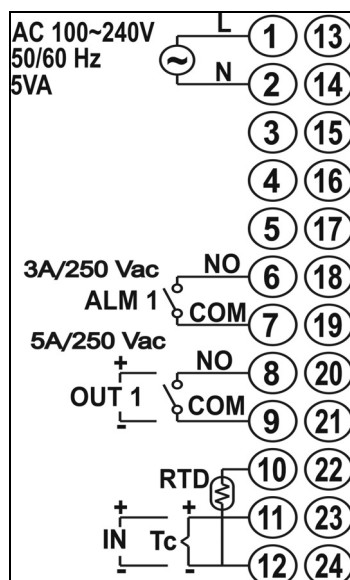 AC 100~240V
50/60 Hz
5VA
L
N
1 13
2 14
3 15
4 16
5 17
3A/250 Vac
NO
6 18
ALM 1
COM
7 19
5A/250 Vac
+
NO
8 20
OUT 1
COM
-
9 21
RTD
10 22
+ +
11 23
IN Tc
- -
12 24